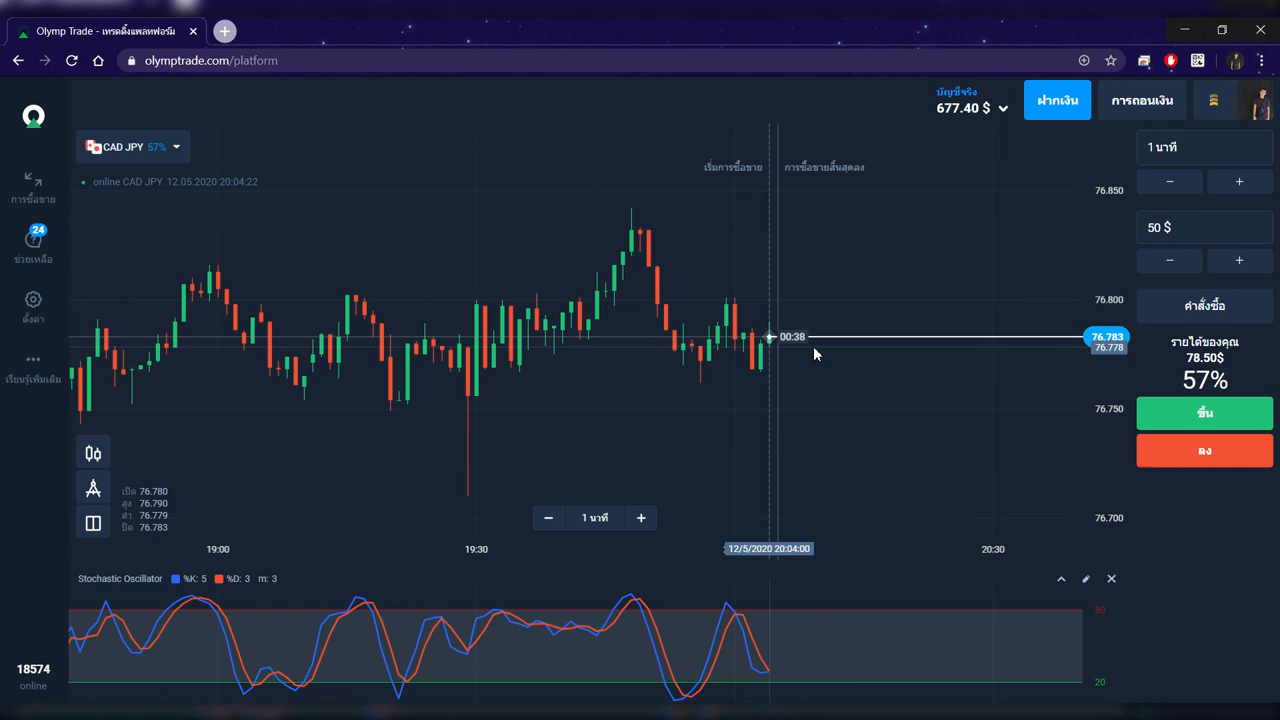 Olymp Trade - เทรดดิ้งแพลทฟอร์ม
olymptrade.com/platform
บัญชีจริง
677.40 $
ฝากเงิน
การถอนเงิน
CAD JPY 57%
online CAD JPY 12.05.2020 20:04:22
เริ่มการซื้อขาย
การซื้อขายสิ้นสุดลง
1 นาที
- +
50 $
- +
คำสั่งซื้อ
รายได้ของคุณ
78.50$
57%
ขึ้น
ลง
การซื้อขาย
24
ช่วยเหลือ
ตั้งค่า
เรียนรู้เพิ่มเติม
76.850
76.800
00:38
76.783
76.778
76.750
76.700
เปิด 76.780
สูง 76.790
ต่ำ 76.779
ปิด 76.783
- 1 นาที +
19:00
19:30
12/5/2020 20:04:00
20:30
Stochastic Oscillator %K: 5 %D: 3 m: 3
80
20
18574
online